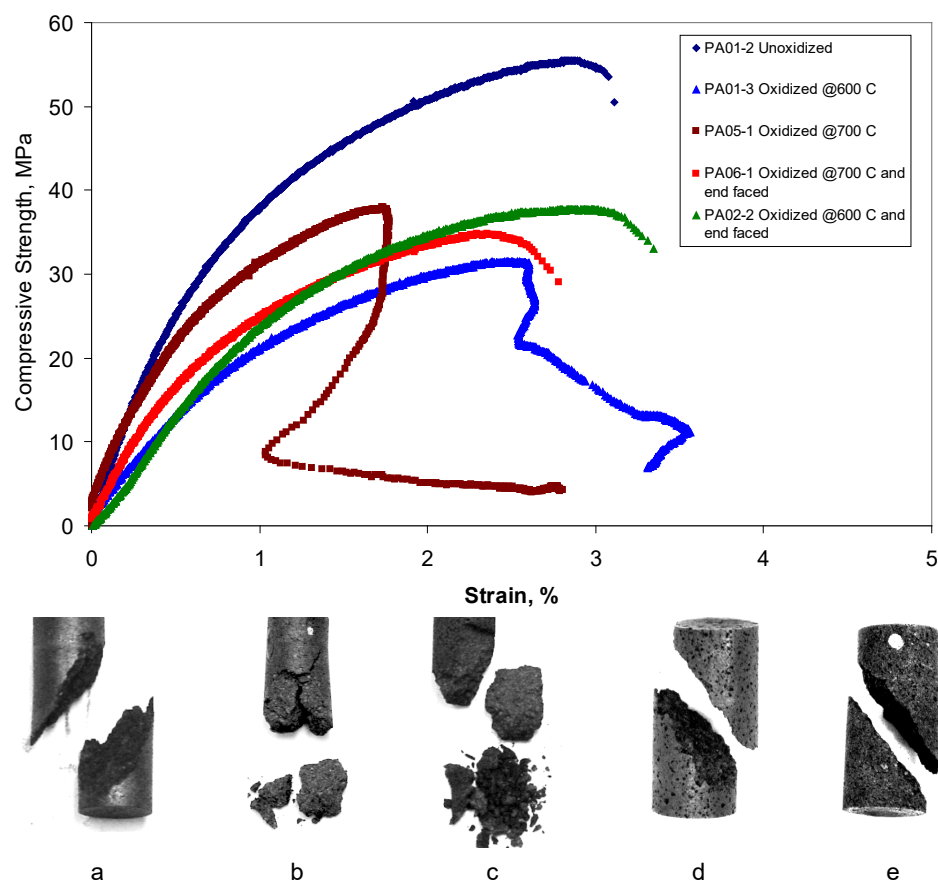 60
50
40
30
20
10
0
Compressive Strength, MPa
PA01-2 Unoxidized
PA01-3 Oxidized @600 C
PA05-1 Oxidized @700 C
PA06-1 Oxidized @700 C and
end faced
PA02-2 Oxidized @600 C and
end faced
0 1 2 3 4 5
Strain, %
a b c d e